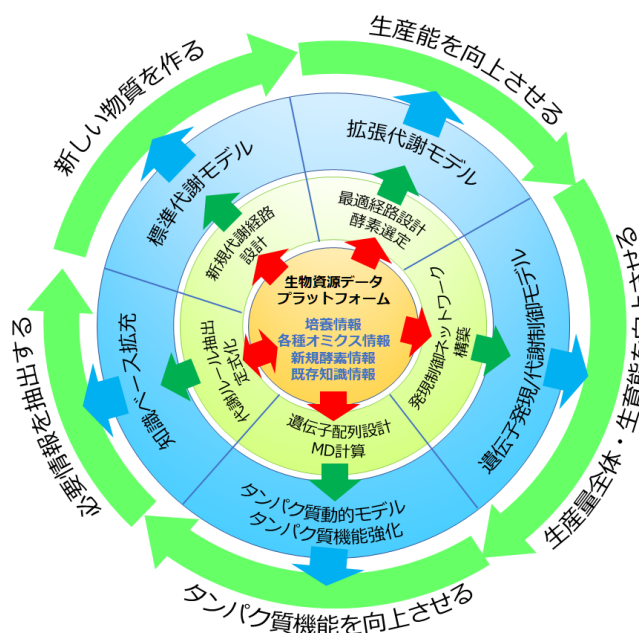 新しい物質を作る
生産能を向上させる
標準代謝モデル
拡張代謝モデル
新規代謝経路
設計
最適経路設計
酵素選定
生物資源データ
プラットフォーム
培養情報
各種オミクス情報
新規酵素情報
既存知識情報
代謝ルール抽出
定式化
発現制御ネットワーク
構築
遺伝子配列設計
MD計算
知識ベース拡充
遺伝子発現/代謝制御モデル
タンパク質動的モデル
タンパク質機能強化
必要情報を抽出する
生産量全体・生育能を向上させる
タンパク質機能を向上させる